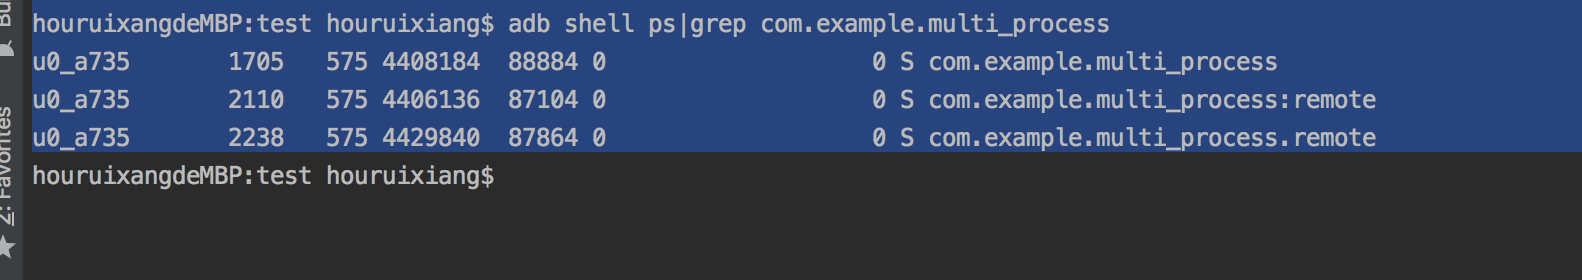 houruixangdeMBP:test houruixiang$ adb shell ps|grep com.example.multi_process
u0_a735       1705   575 4408184  88884 0                   0 S com.example.multi_process
u0_a735       2110   575 4406136  87104 0                   0 S com.example.multi_process:remote
u0_a735       2238   575 4429840  87864 0                   0 S com.example.multi_process.remote
houruixangdeMBP:test houruixiang$
2: Favorites